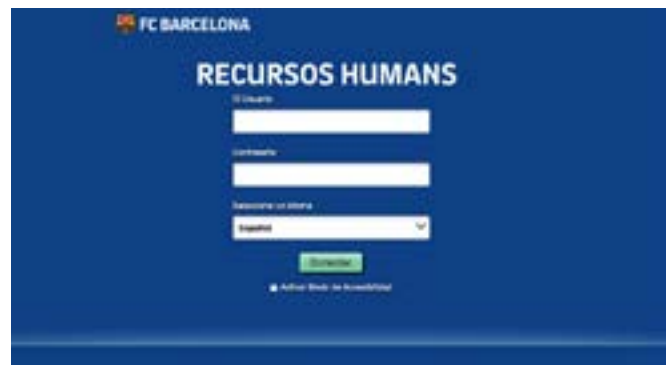 FC BARCELONA
RECURSOS HUMANS
ID Usuario
Contraseña
Seleccione un Idioma
Español
Conectar
Activar Modo de Accesibilidad